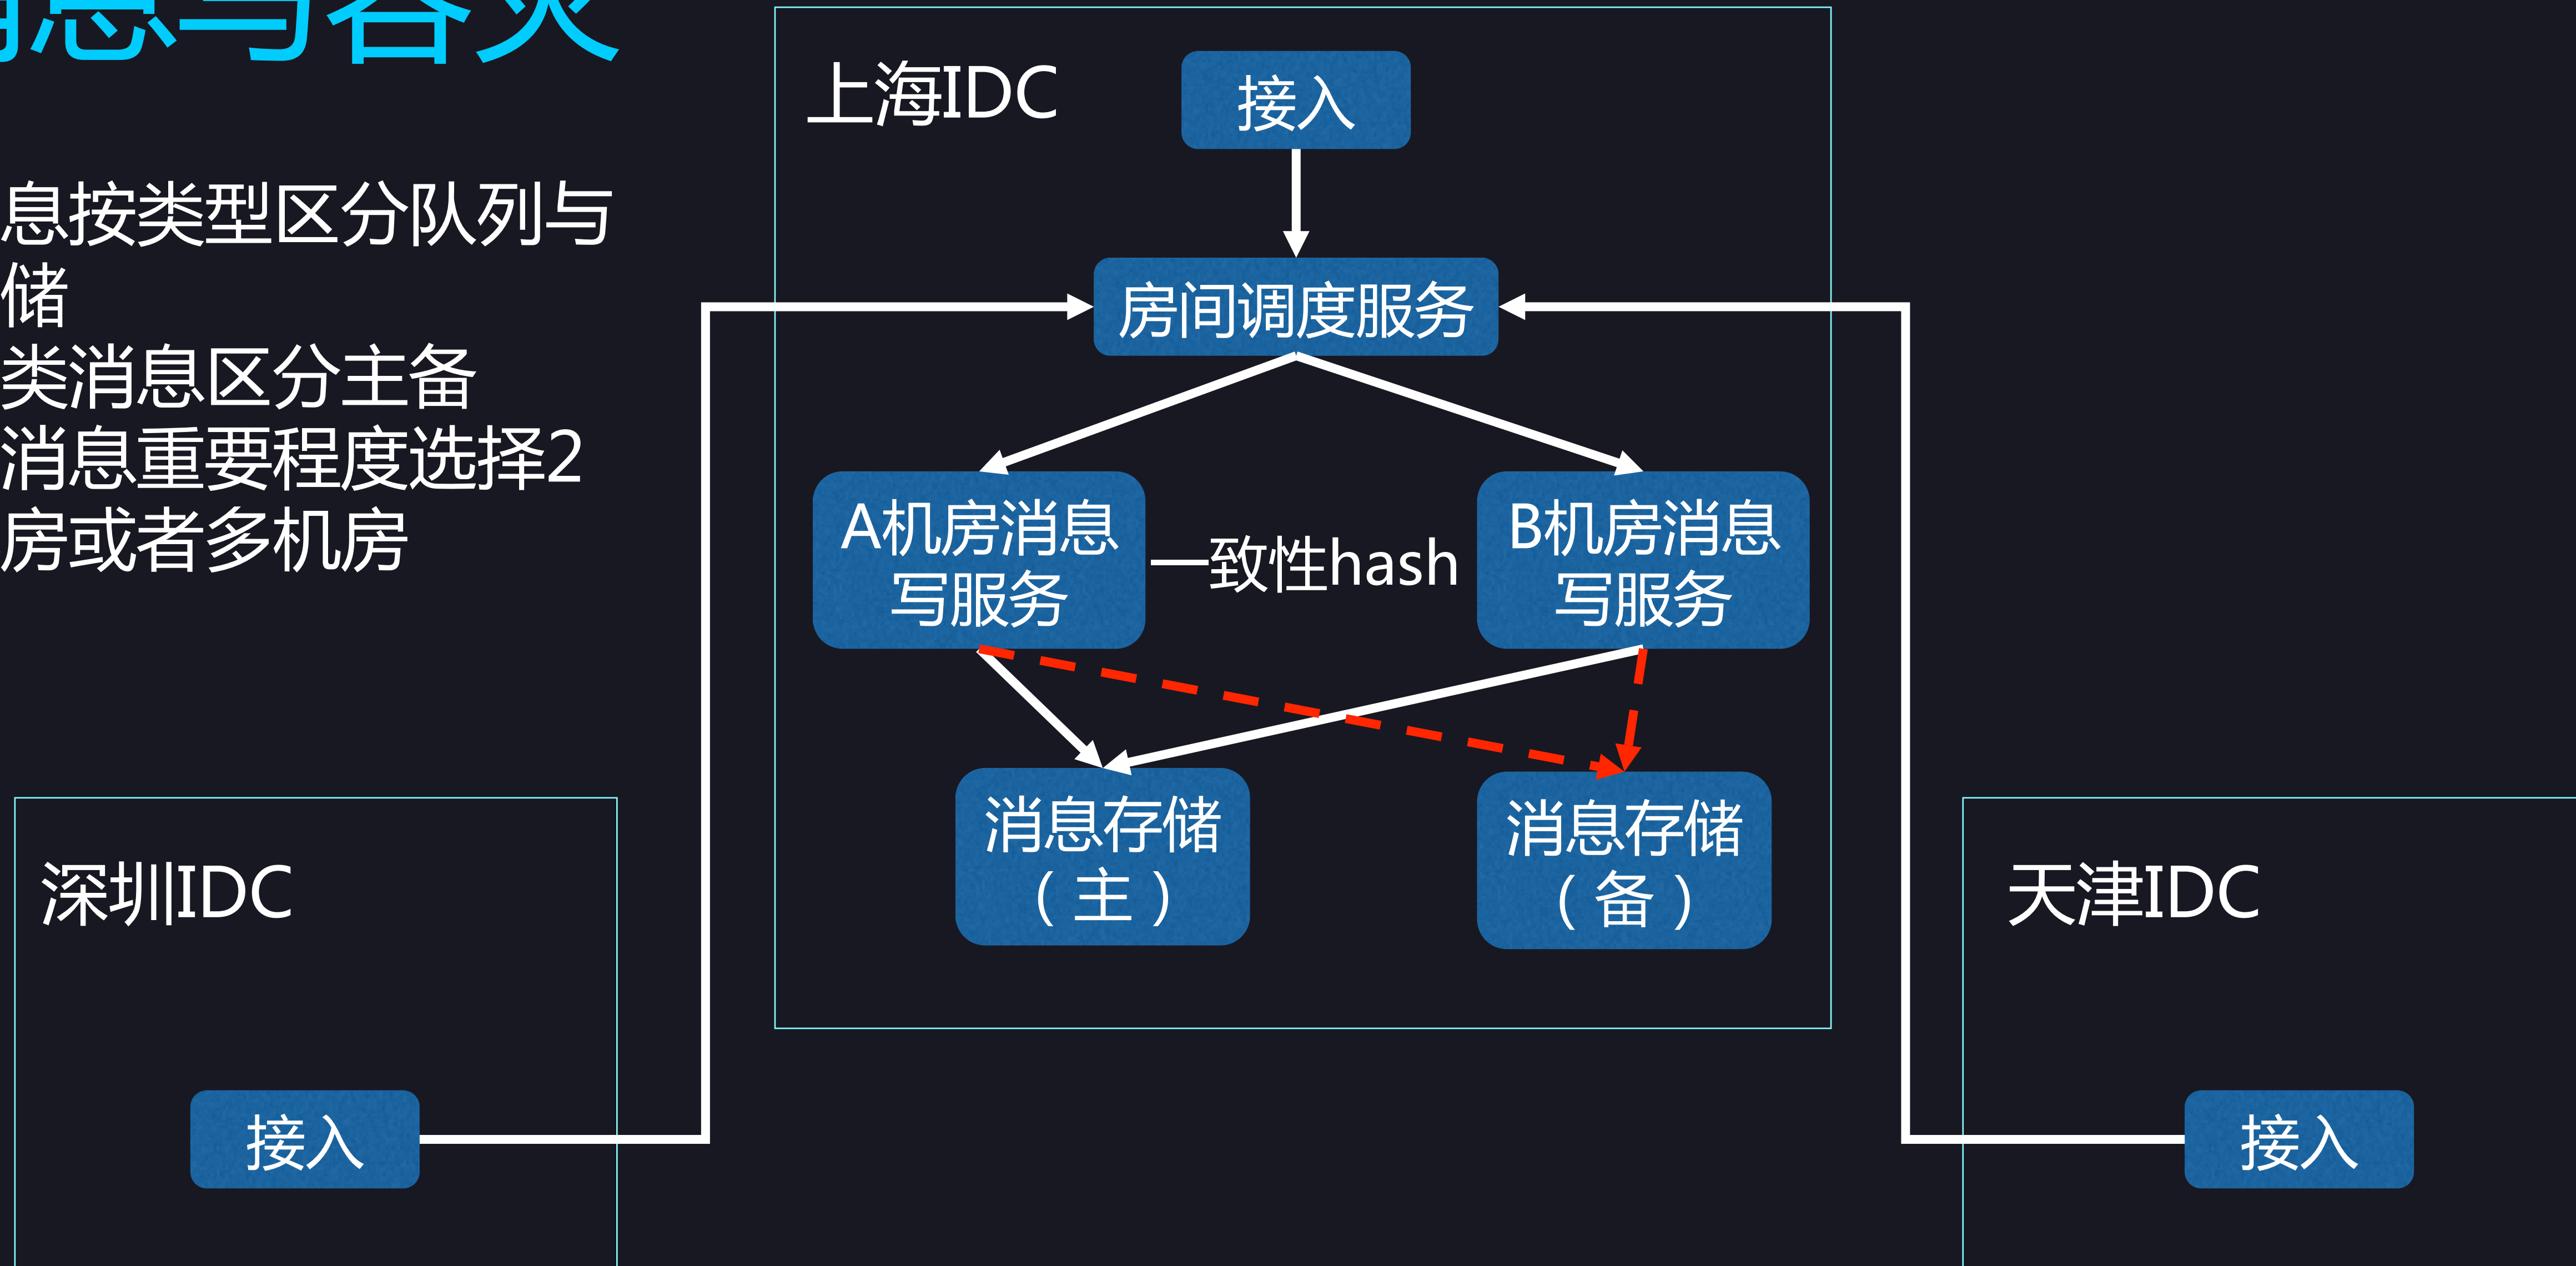 息与容灾
息按类型区分队列与
储
类消息区分主备
消息重要程度选择2
房或者多机房
上海IDC
接入
房间调度服务
A机房消息
写服务
一致性hash
B机房消息
写服务
消息存储
（主）
消息存储
（备）
深圳IDC
接入
天津IDC
接入